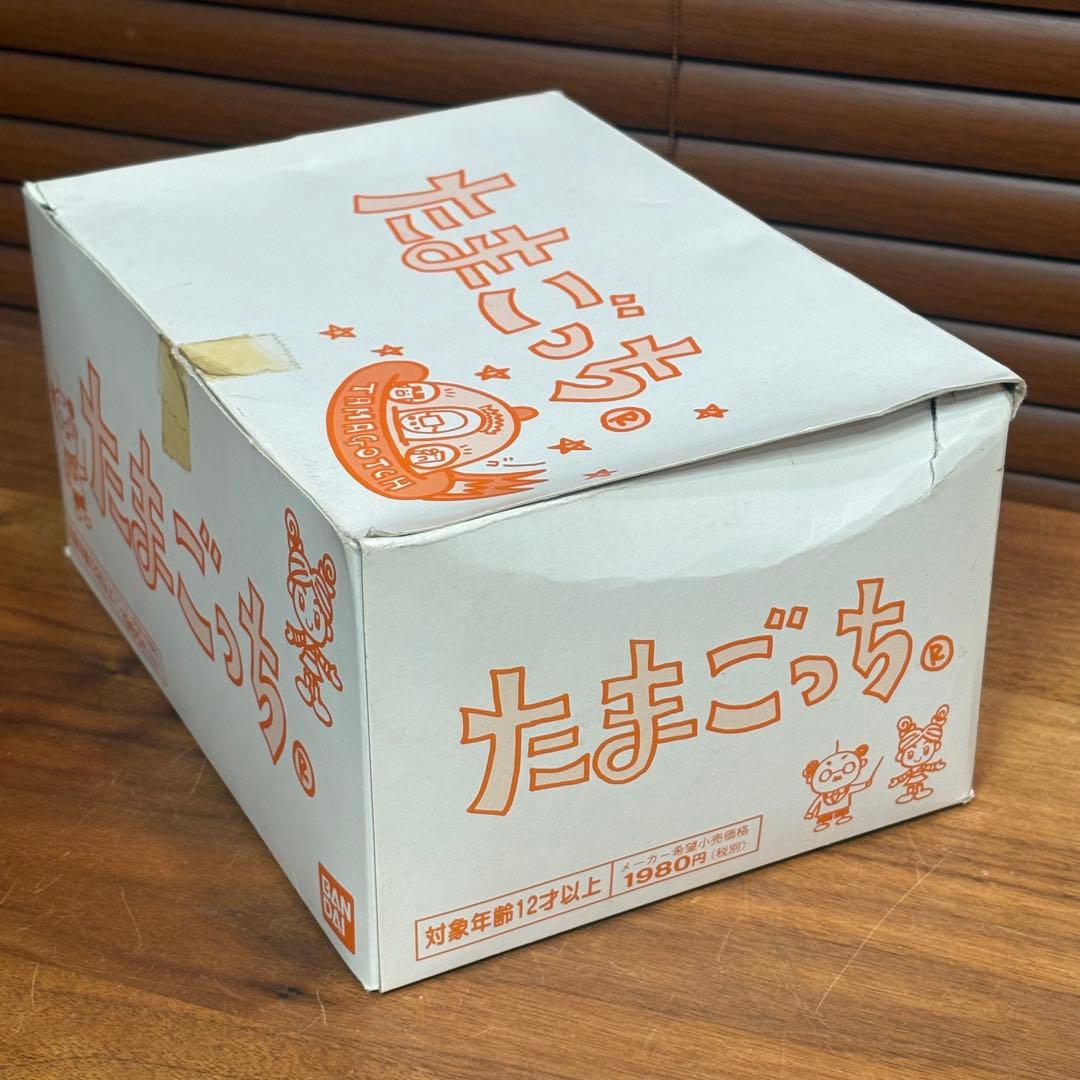 たまごっち®
TAMAGOTCH
たまごっち®
BAN
DAI
たまごっち®
対象年齢12才以上
メーカー希望小売価格
1980円(税別)